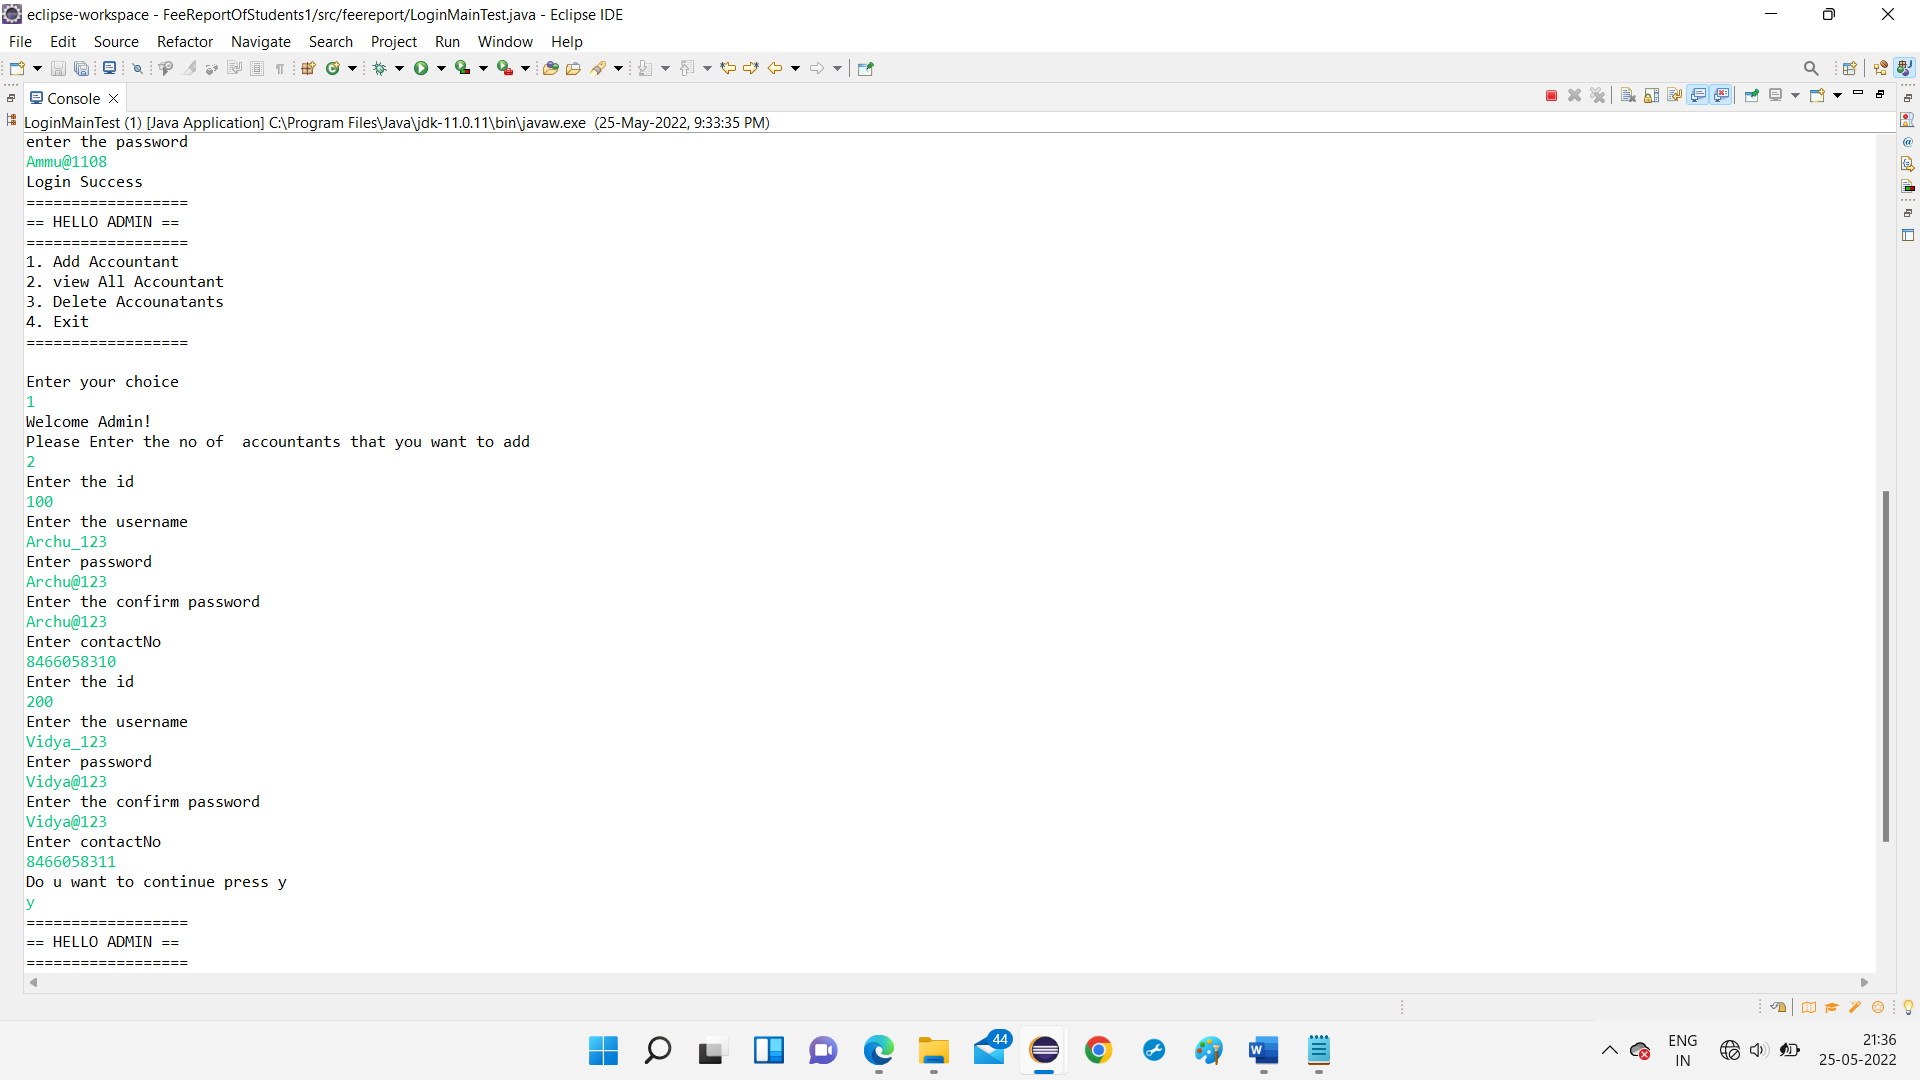 eclipse-workspace - FeeReportOfStudents1/src/feereport/LoginMainTest.java - Eclipse IDE
File Edit Source Refactor Navigate Search Project Run Window Help
Console
LoginMainTest (1) [Java Application] C:\Program Files\Java\jdk-11.0.11\bin\javaw.exe (25-May-2022, 9:33:35 PM)
enter the password
Ammu@1108
Login Success
==================
== HELLO ADMIN ==
==================
1. Add Accountant
2. view All Accountant
3. Delete Accounatants
4. Exit
==================
Enter your choice
1
Welcome Admin!
Please Enter the no of  accountants that you want to add
2
Enter the id
100
Enter the username
Archu_123
Enter password
Archu@123
Enter the confirm password
Archu@123
Enter contactNo
8466058310
Enter the id
200
Enter the username
Vidya_123
Enter password
Vidya@123
Enter the confirm password
Vidya@123
Enter contactNo
8466058311
Do u want to continue press y
y
==================
== HELLO ADMIN ==
==================
44
ENG
IN
21:36
25-05-2022